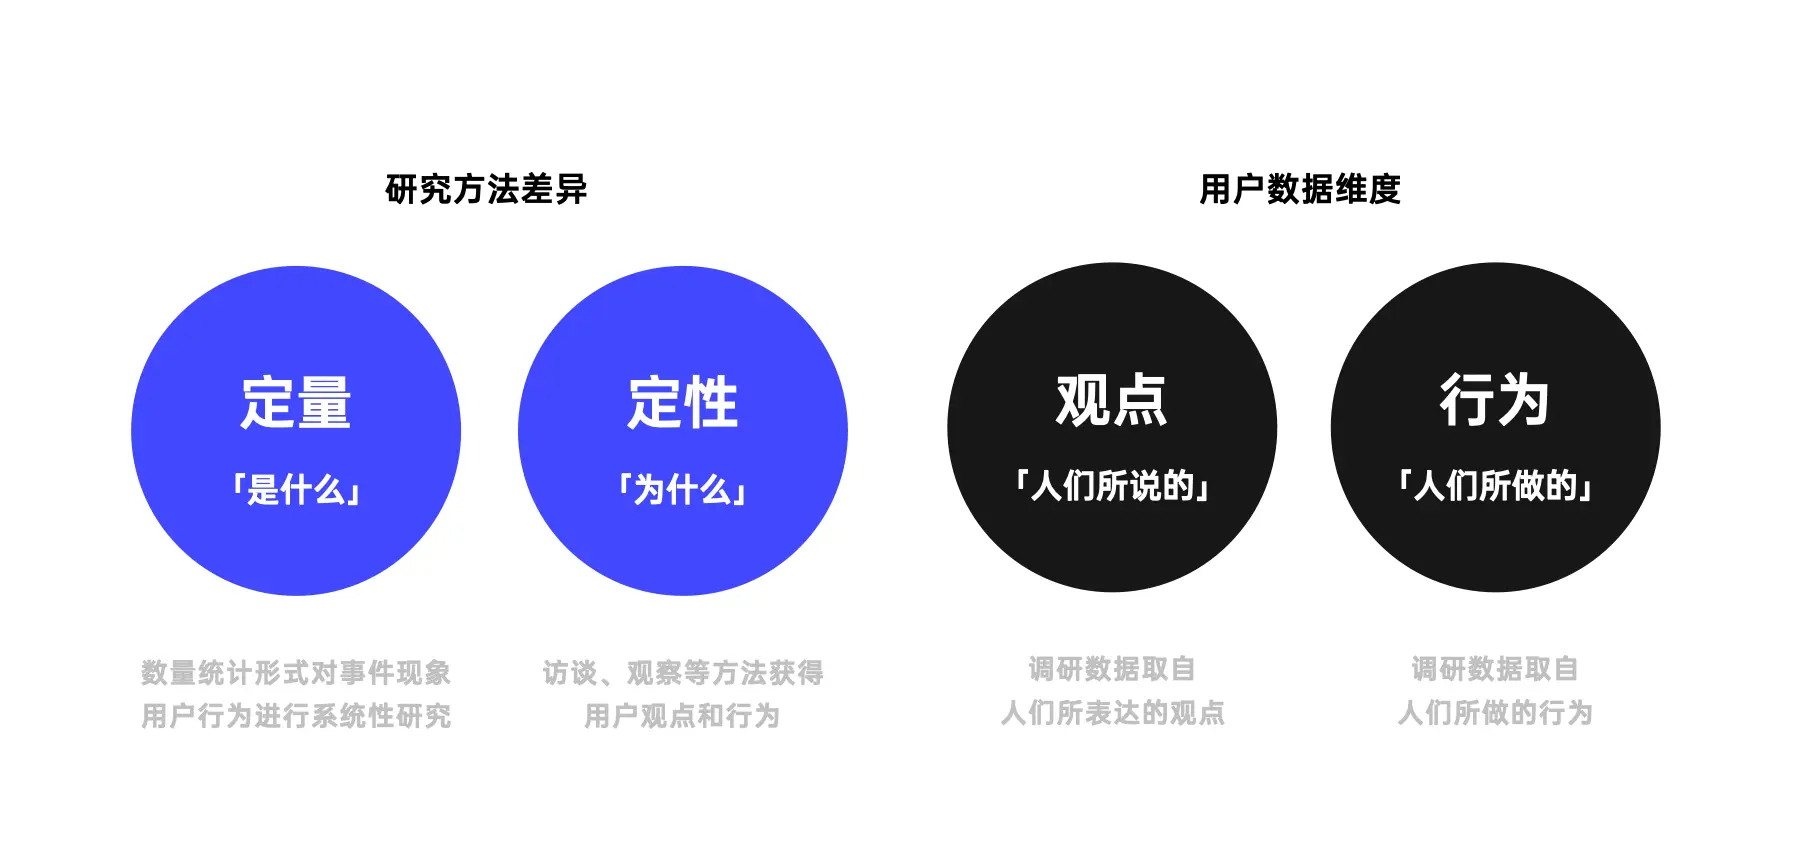 研究方法差异
用户数据维度
定量
「是什么」
定性
「为什么」
观点
「人们所说的」
行为
「人们所做的」
数量统计形式对事件现象
用户行为进行系统性研究
访谈、观察等方法获得
用户观点和行为
调研数据取自
人们所表达的观点
调研数据取自
人们所做的行为